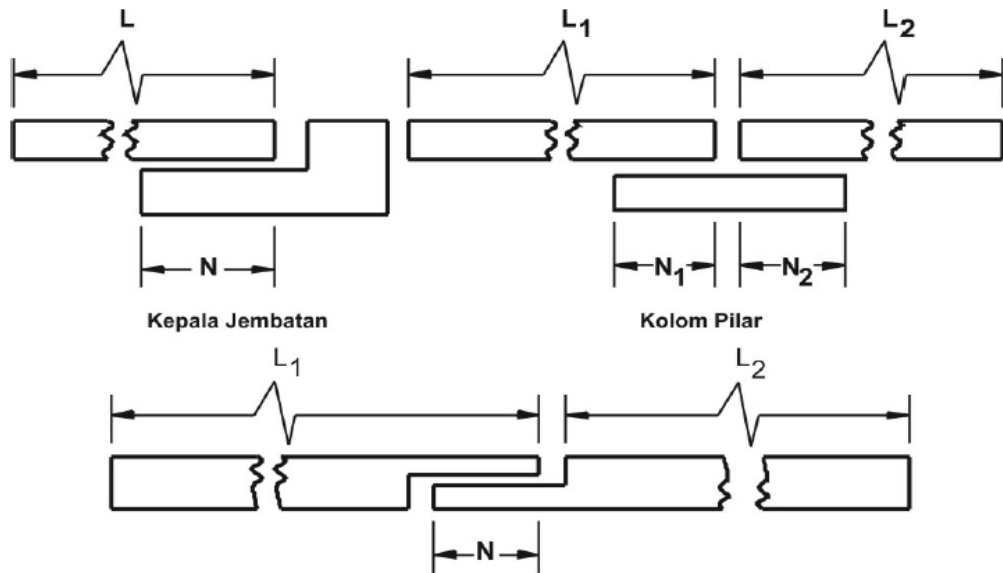 L L₁ L₂
N N₁ N₂
Kepala Jembatan Kolom Pilar
L₁ L₂
N